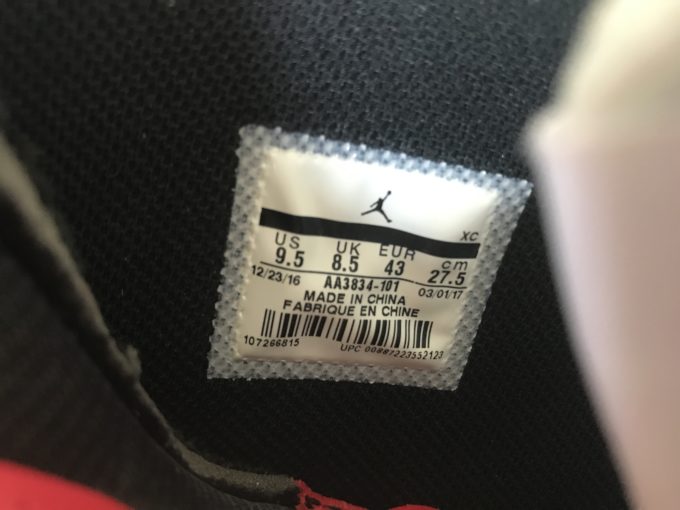 XC
US UK EUR cm
9.5 8.5 43 27.5
12/23/16 AA3834-101 03/01/17
MADE IN CHINA
FABRIQUE EN CHINE
107266815 UPC 00887223552123